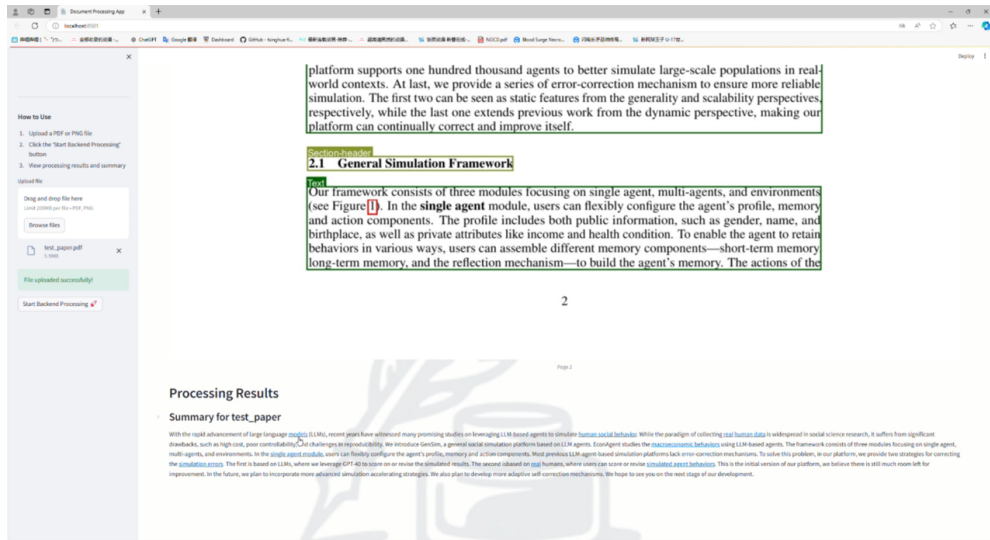 Document Processing App
localhost:8501
ChatGPT
Google 翻译
Dashboard
NOCO.pdf
Deploy
How to Use
1. Upload a PDF or PNG file
2. Click the 'Start Backend Processing' button
3. View processing results and summary
Upload file
Drag and drop file here
Limit 200MB per file • PDF, PNG
Browse files
test_paper.pdf
5.9MB
File uploaded successfully!
Start Backend Processing 🚀
platform supports one hundred thousand agents to better simulate large-scale populations in real-
world contexts. At last, we provide a series of error-correction mechanism to ensure more reliable
simulation. The first two can be seen as static features from the generality and scalability perspectives,
respectively, while the last one extends previous work from the dynamic perspective, making our
platform can continually correct and improve itself.
Section-header
2.1 General Simulation Framework
Text
Our framework consists of three modules focusing on single agent, multi-agents, and environments
(see Figure 1). In the single agent module, users can flexibly configure the agent's profile, memory
and action components. The profile includes both public information, such as gender, name, and
birthplace, as well as private attributes like income and health condition. To enable the agent to retain
behaviors in various ways, users can assemble different memory components—short-term memory
long-term memory, and the reflection mechanism—to build the agent's memory. The actions of the
2
Page 2
Processing Results
Summary for test_paper
With the rapid advancement of large language models (LLMs), recent years have witnessed many promising studies on leveraging LLM-based agents to simulate human social behavior. While the paradigm of collecting real human data is widespread in social science research, it suffers from significant
drawbacks, such as high cost, poor controllability, and challenges in reproducibility. We introduce GenSim, a general social simulation platform based on LLM agents. EconAgent studies the macroeconomic behaviors using LLM-based agents. The framework consists of three modules focusing on single agent,
multi-agents, and environments. In the single agent module, users can flexibly configure the agent's profile, memory and action components. Most previous LLM-agent-based simulation platforms lack error-correction mechanisms. To solve this problem, in our platform, we provide two strategies for correcting
the simulation errors. The first is based on LLMs, where we leverage GPT-4o to score on or revise the simulated results. The second isbased on real humans, where users can score or revise simulated agent behaviors. This is the initial version of our platform, we believe there is still much room left for
improvement. In the future, we plan to incorporate more advanced simulation accelerating strategies. We also plan to develop more adaptive self-correction mechanisms. We hope to see you on the next stage of our development.